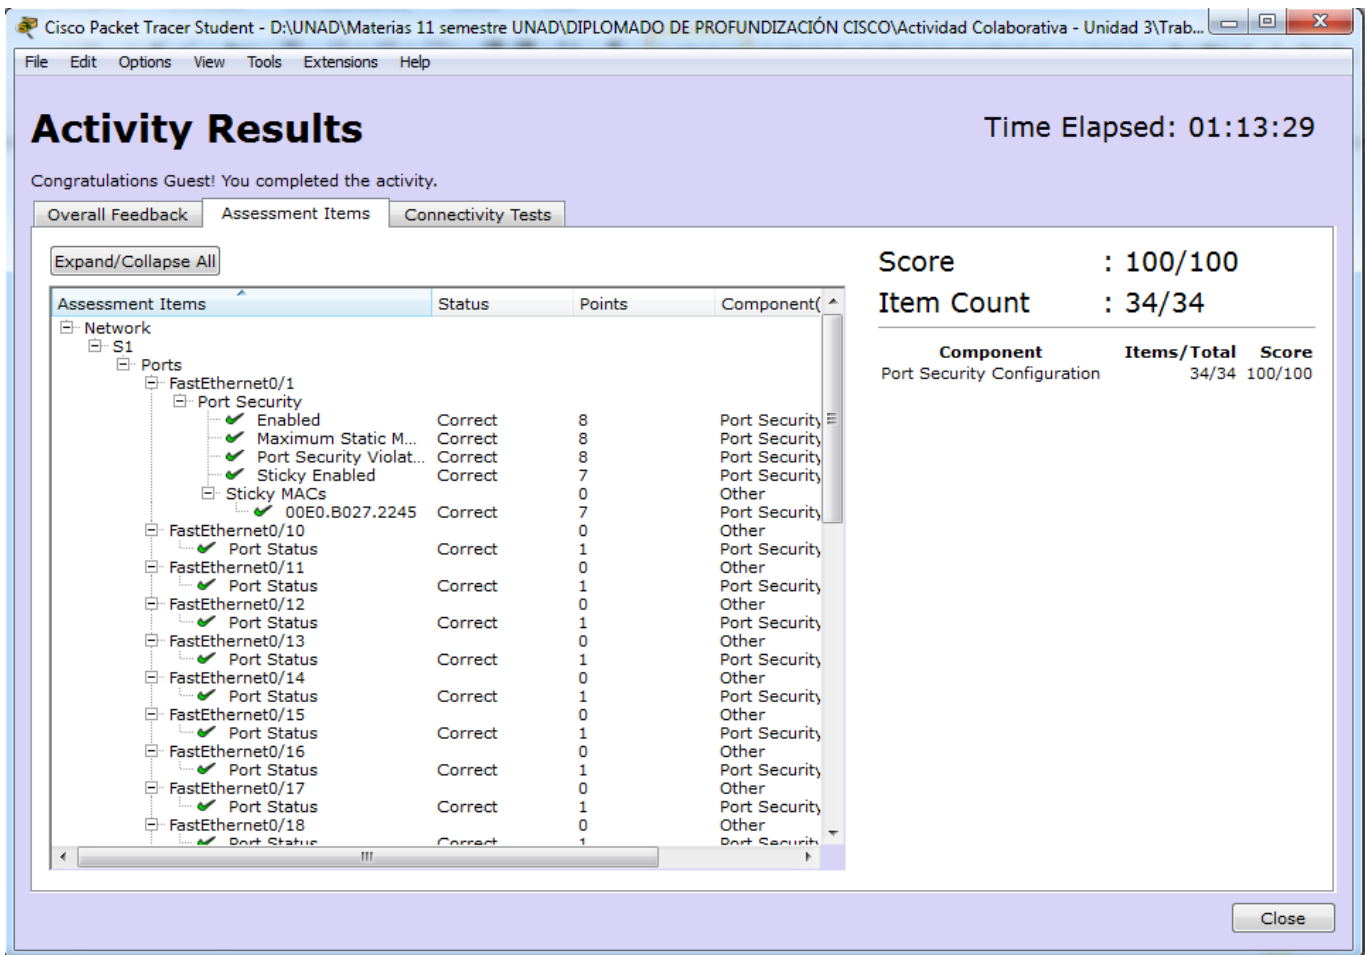 Cisco Packet Tracer Student - D:\UNAD\Materias 11 semestre UNAD\DIPLOMADO DE PROFUNDIZACIÓN CISCO\Actividad Colaborativa - Unidad 3\Trab...
File Edit Options View Tools Extensions Help
Activity Results
Time Elapsed: 01:13:29
Congratulations Guest! You completed the activity.
Overall Feedback Assessment Items Connectivity Tests
Expand/Collapse All
Assessment Items Status Points Component(
Network
S1
Ports
FastEthernet0/1
Port Security
Enabled Correct 8 Port Security
Maximum Static M... Correct 8 Port Security
Port Security Violat... Correct 8 Port Security
Sticky Enabled Correct 7 Port Security
Sticky MACs 0 Other
00E0.B027.2245 Correct 7 Port Security
FastEthernet0/10 0 Other
Port Status Correct 1 Port Security
FastEthernet0/11 0 Other
Port Status Correct 1 Port Security
FastEthernet0/12 0 Other
Port Status Correct 1 Port Security
FastEthernet0/13 0 Other
Port Status Correct 1 Port Security
FastEthernet0/14 0 Other
Port Status Correct 1 Port Security
FastEthernet0/15 0 Other
Port Status Correct 1 Port Security
FastEthernet0/16 0 Other
Port Status Correct 1 Port Security
FastEthernet0/17 0 Other
Port Status Correct 1 Port Security
FastEthernet0/18 0 Other
Port Status Correct 1 Port Security
Score : 100/100
Item Count : 34/34
Component Items/Total Score
Port Security Configuration 34/34 100/100
Close